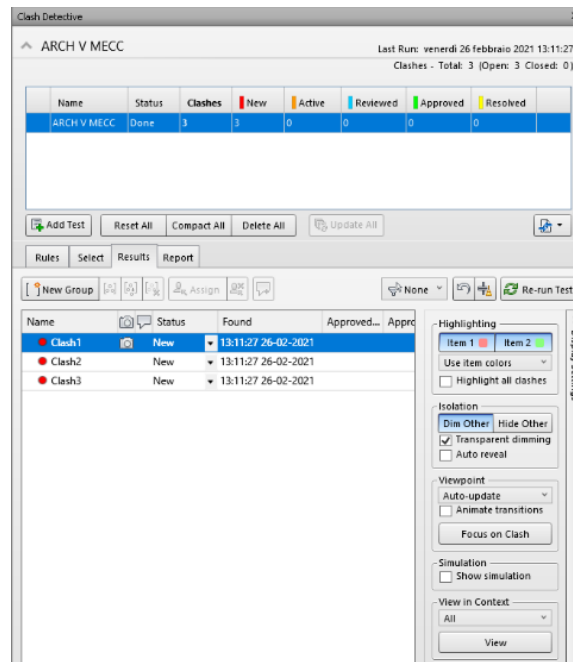 Clash Detective
ARCH V MECC
Last Run: venerdì 26 febbraio 2021 13:11:27
Clashes - Total: 3 (Open: 3 Closed: 0)
Name Status Clashes New Active Reviewed Approved Resolved
ARCH V MECC Done 3 3 0 0 0 0
Add Test Reset All Compact All Delete All Update All
Rules Select Results Report
New Group Assign None Re-run Test
Name Status Found Approved... Appro
Clash1 New 13:11:27 26-02-2021
Clash2 New 13:11:27 26-02-2021
Clash3 New 13:11:27 26-02-2021
Highlighting
Item 1 Item 2
Use item colors
Highlight all clashes
Isolation
Dim Other Hide Other
Transparent dimming
Auto reveal
Viewpoint
Auto-update
Animate transitions
Focus on Clash
Simulation
Show simulation
View in Context
All
View